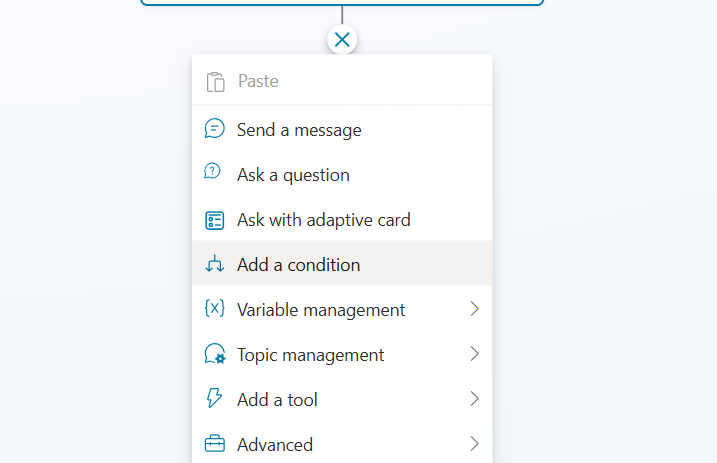 Paste
Send a message
Ask a question
Ask with adaptive card
Add a condition
Variable management
Topic management
Add a tool
Advanced